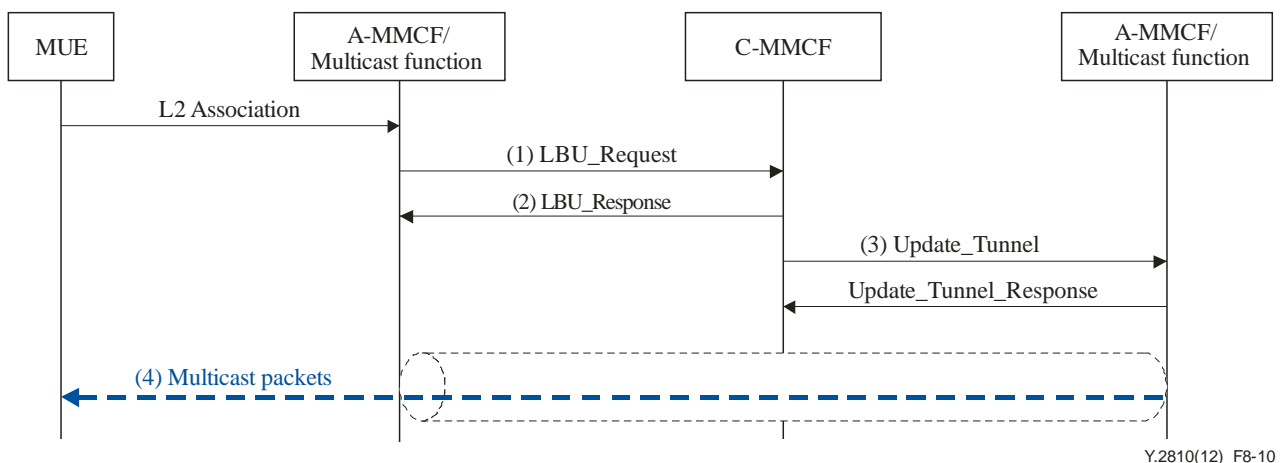 MUE
A-MMCF/
Multicast function
C-MMCF
A-MMCF/
Multicast function
L2 Association
(1) LBU_Request
(2) LBU_Response
(3) Update_Tunnel
Update_Tunnel_Response
(4) Multicast packets
Y.2810(12)_F8-10